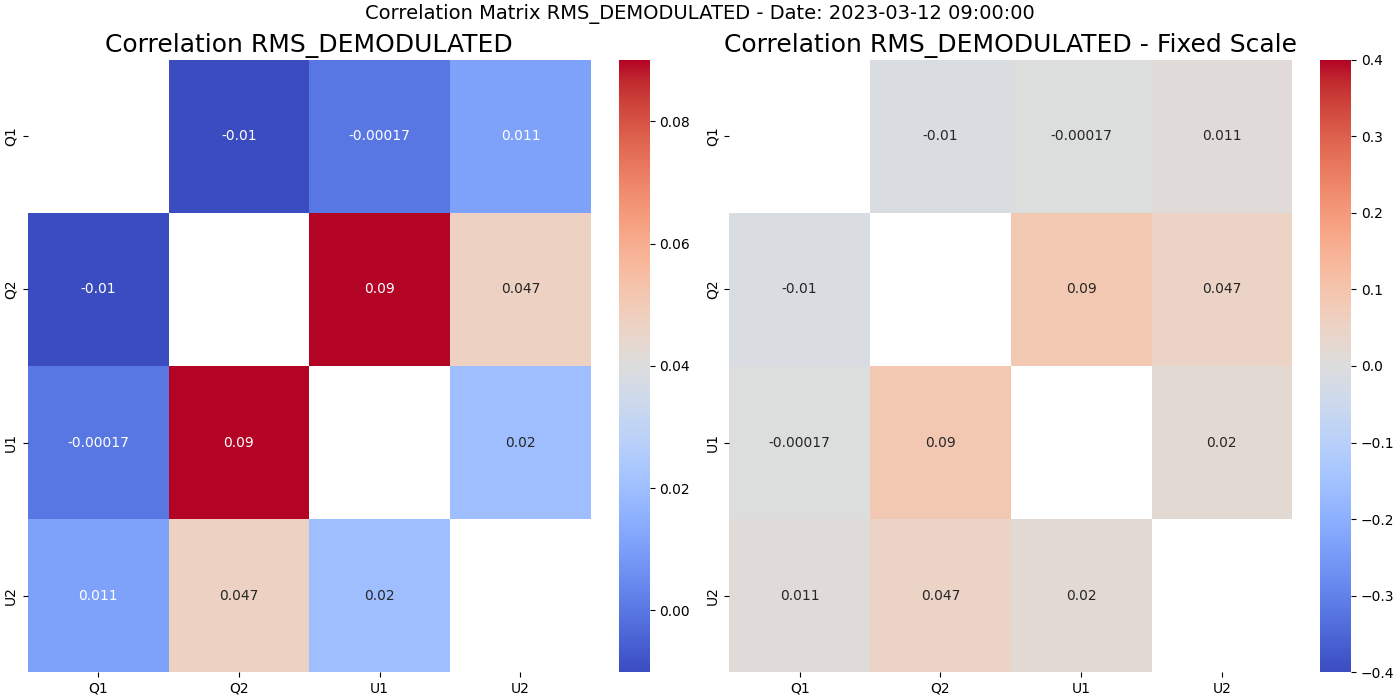 Correlation Matrix RMS_DEMODULATED - Date: 2023-03-12 09:00:00
Correlation RMS_DEMODULATED
Q1
-0.01
-0.00017
0.011
Q2
-0.01
0.09
0.047
U1
-0.00017
0.09
0.02
U2
0.011
0.047
0.02
Q1
Q2
U1
U2
0.08
0.06
0.04
0.02
0.00
Correlation RMS_DEMODULATED - Fixed Scale
Q1
-0.01
-0.00017
0.011
Q2
-0.01
0.09
0.047
U1
-0.00017
0.09
0.02
U2
0.011
0.047
0.02
Q1
Q2
U1
U2
0.4
0.3
0.2
0.1
0.0
−0.1
−0.2
−0.3
−0.4